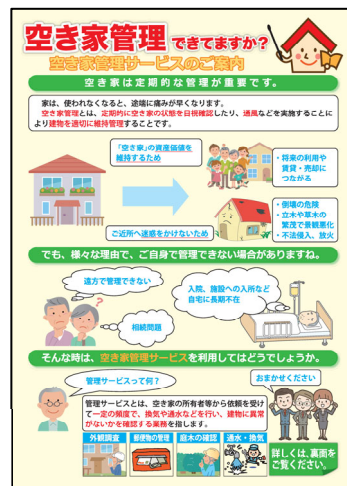 空き家管理 できてますか?
空き家管理サービスのご案内
空き家は定期的な管理が重要です。
家は、使われなくなると、途端に痛みが早くなります。
空き家管理とは、定期的に空き家の状態を目視確認したり、通風などを実施することに
より建物を適切に維持管理することです。
「空き家」の資産価値を
維持するため
・将来の利用や
賃貸・売却に
つながる
ご近所へ迷惑をかけないため
・倒壊の危険
・立木や草木の
繁茂で景観悪化
・不法侵入、放火
でも、様々な理由で、ご自身で管理できない場合がありますね。
遠方で管理できない
相続問題
入院、施設への入所など
自宅に長期不在
そんな時は、空き家管理サービスを利用してはどうでしょうか。
管理サービスって何?
おまかせください
管理サービスとは、空き家の所有者等から依頼を受け
て一定の頻度で、換気や通水などを行い、建物に異常
がないかを確認する業務を指します。
外観調査
郵便物の管理
庭木の確認
通水・換気
詳しくは、裏面を
ご覧ください。